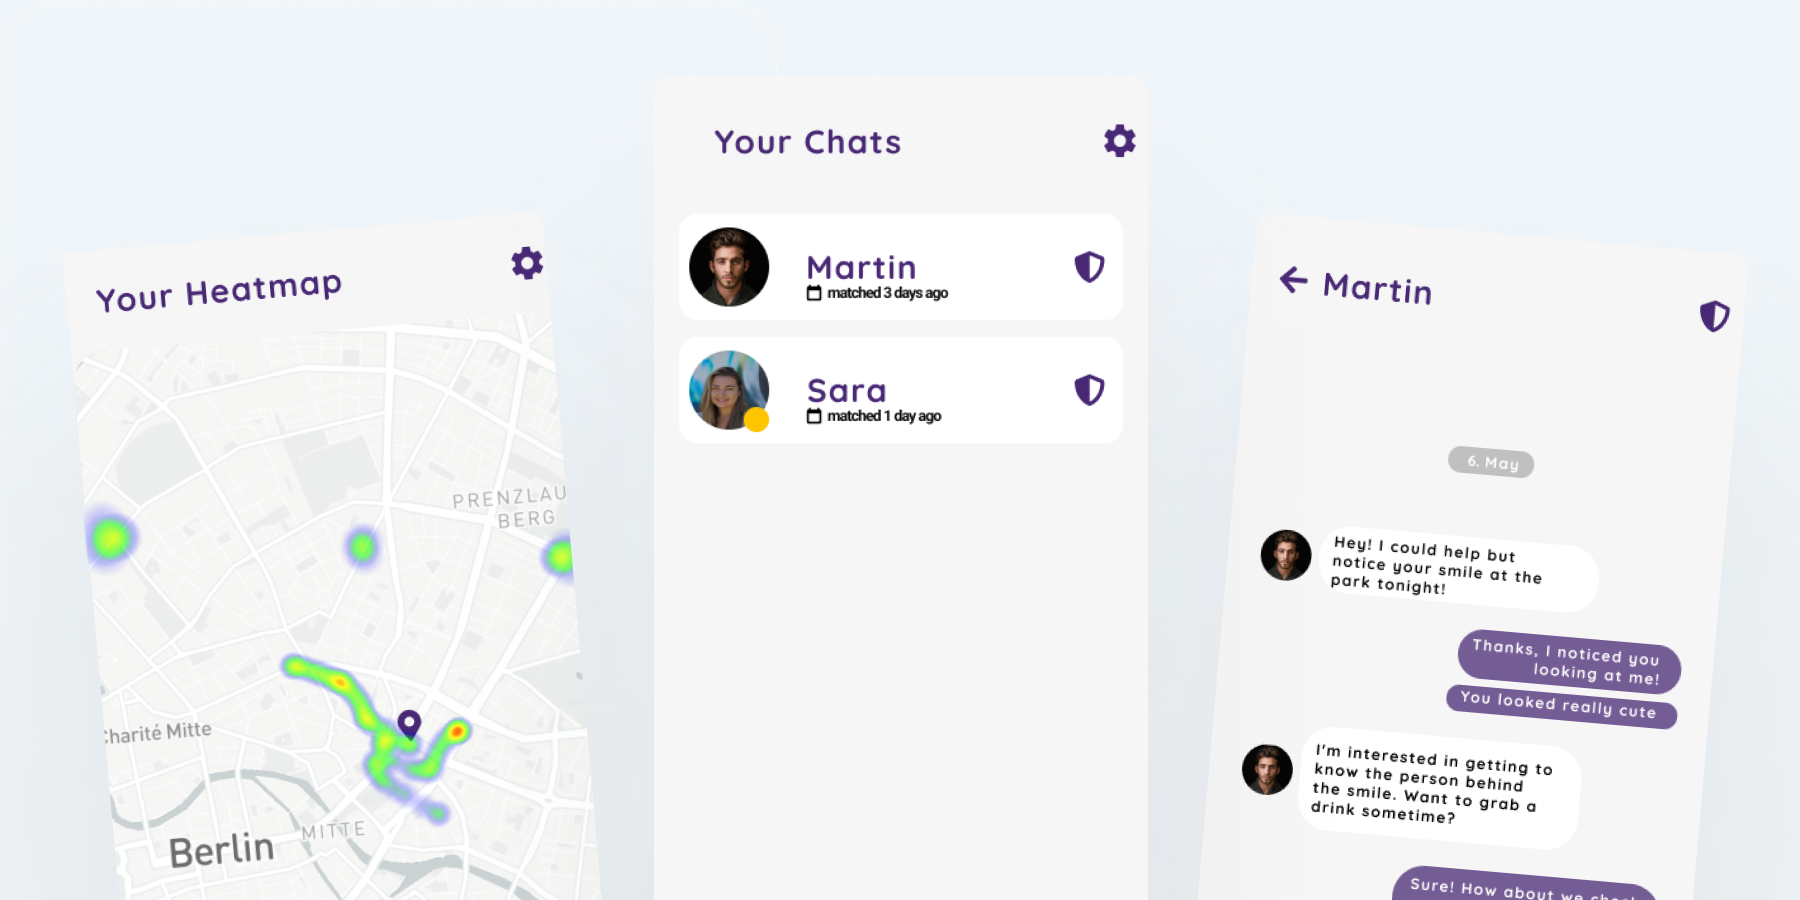 Your Heatmap
PRENZLAU
BERG
Charité Mitte
MITTE
Berlin
Your Chats
Martin
matched 3 days ago
Sara
matched 1 day ago
Martin
6. May
Hey! I could help but
notice your smile at the
park tonight!
Thanks, I noticed you
looking at me!
You looked really cute
I'm interested in getting to
know the person behind
the smile. Want to grab a
drink sometime?
Sure! How about we